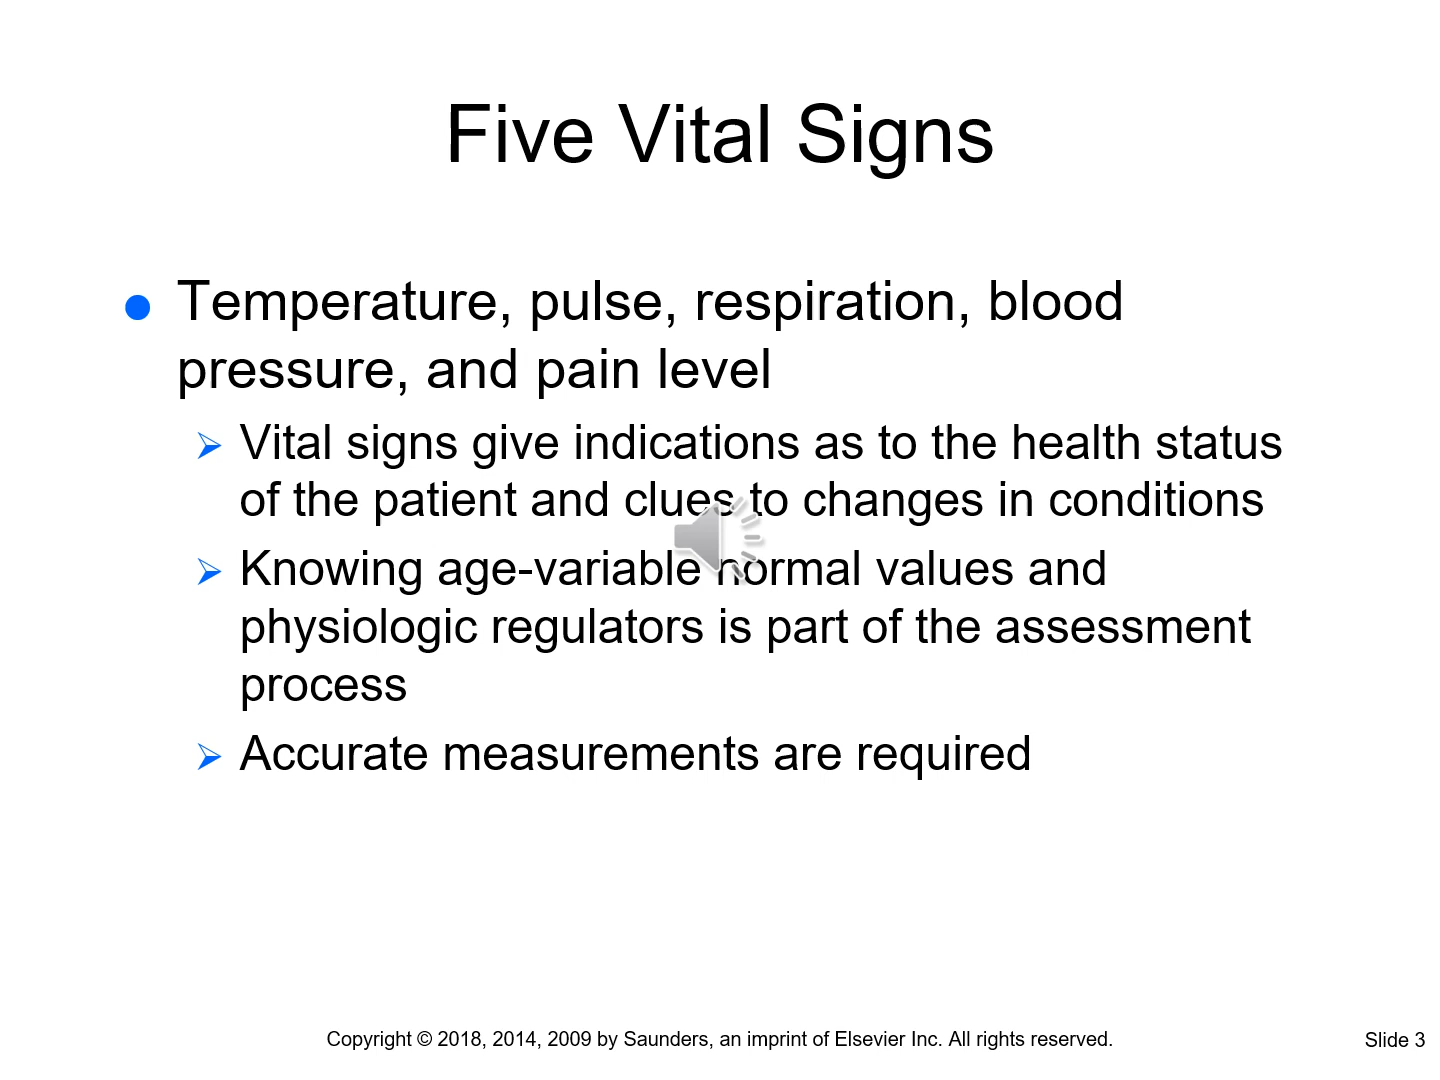 Five Vital Signs
Temperature, pulse, respiration, blood
pressure, and pain level
Vital signs give indications as to the health status
of the patient and clues to changes in conditions
Knowing age-variable normal values and
physiologic regulators is part of the assessment
process
Accurate measurements are required
Copyright © 2018, 2014, 2009 by Saunders, an imprint of Elsevier Inc. All rights reserved.
Slide 3